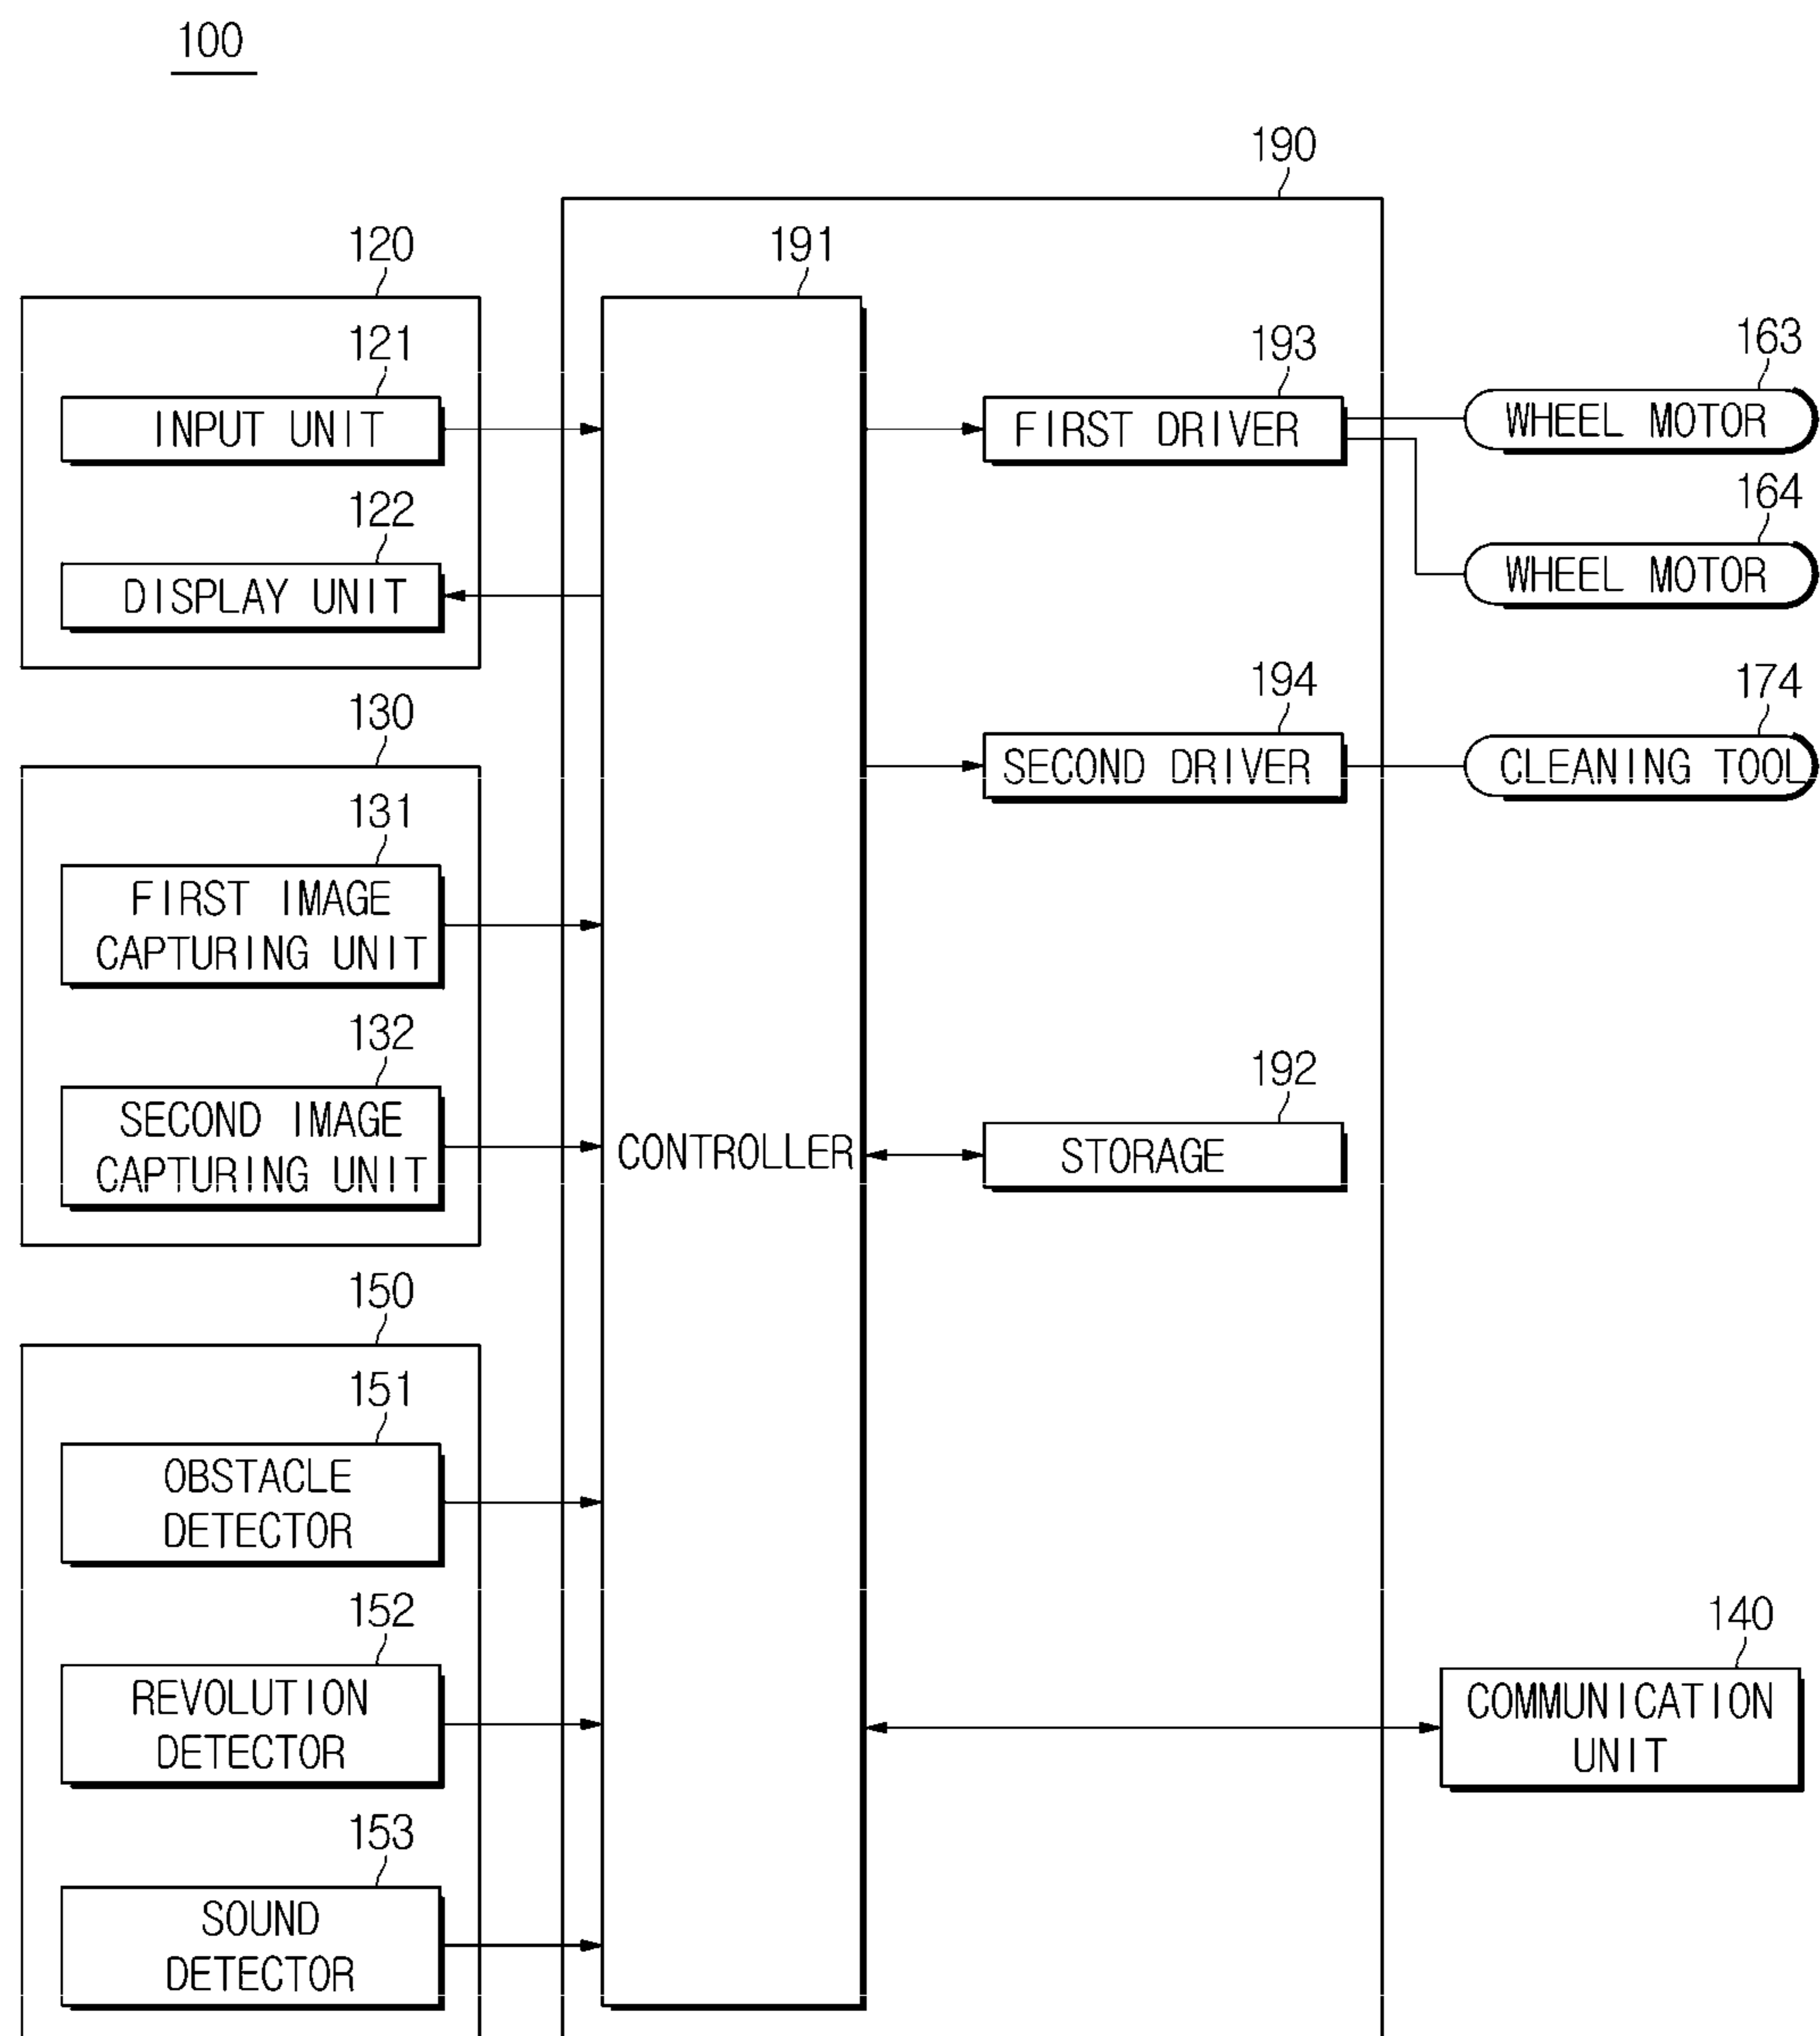 100
190
120
191
121
193
163
INPUT UNIT
FIRST DRIVER
WHEEL MOTOR
122
164
DISPLAY UNIT
WHEEL MOTOR
194
174
130
SECOND DRIVER
CLEANING TOOL
131
FIRST IMAGE
CAPTURING UNIT
132
192
SECOND IMAGE
CAPTURING UNIT
CONTROLLER
STORAGE
150
151
OBSTACLE
DETECTOR
152
140
REVOLUTION
DETECTOR
COMMUNICATION
UNIT
153
SOUND
DETECTOR